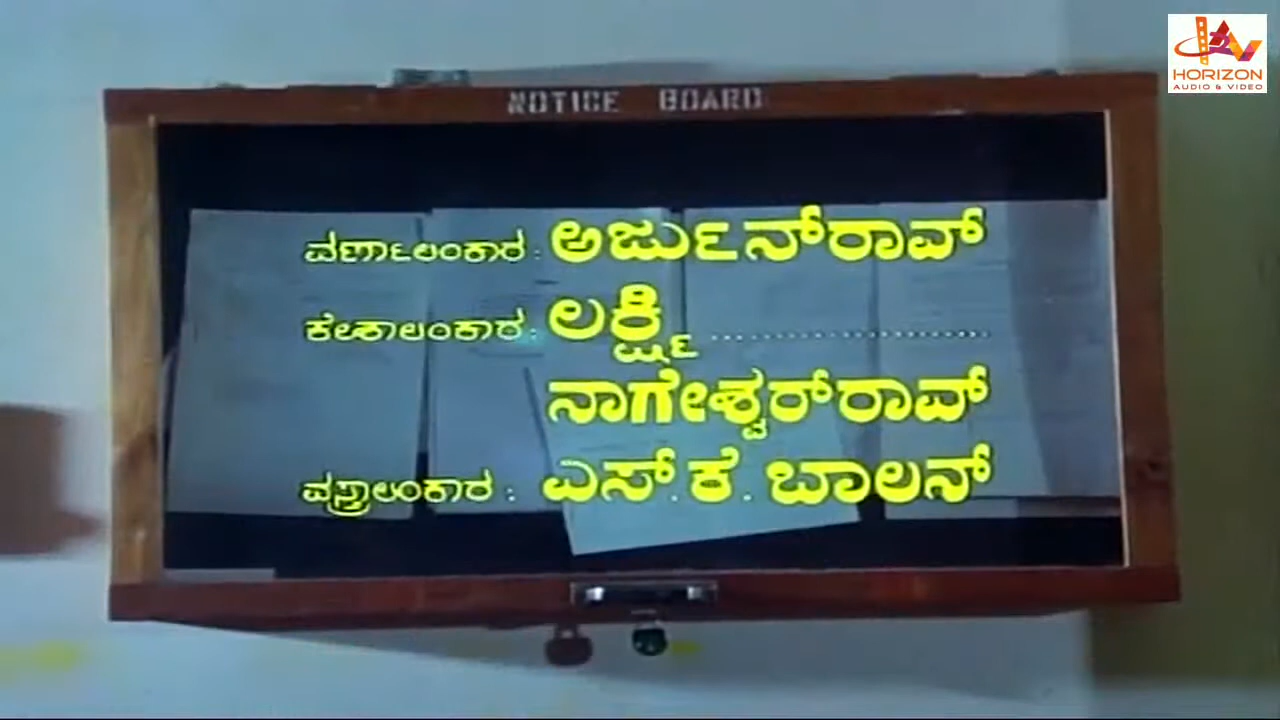 HORIZON
AUDIO & VIDEO
NOTICE BOARD
ವರ್ಣಾಲಂಕಾರ : ಅರ್ಜುನ್‌ರಾವ್
ಕೇಶಾಲಂಕಾರ : ಲಕ್ಷ್ಮೀ ......................
ನಾಗೇಶ್ವರ್‌ರಾವ್
ವಸ್ತ್ರಾಲಂಕಾರ : ಎಸ್. ಕೆ. ಬಾಲನ್